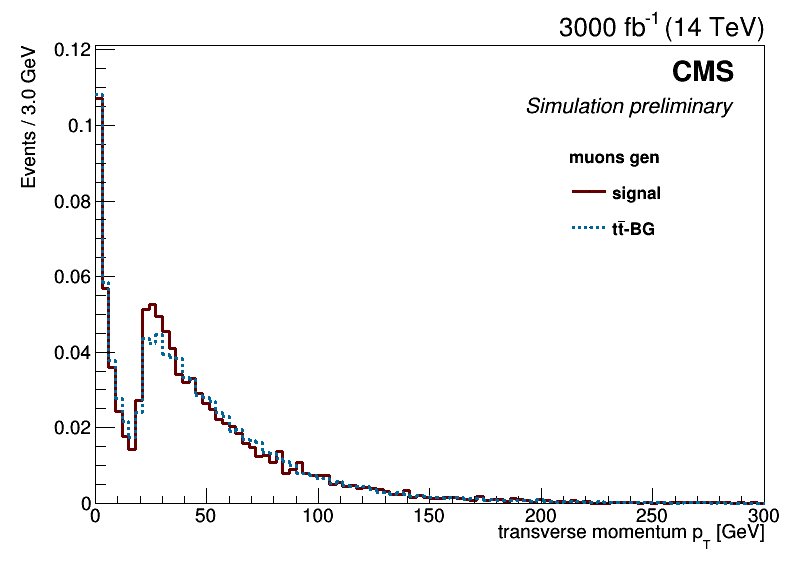 3000 fb⁻¹ (14 TeV)
CMS
Simulation preliminary
muons gen
signal
tt̄-BG
Events / 3.0 GeV
0.12
0.1
0.08
0.06
0.04
0.02
0
0 50 100 150 200 250 300
transverse momentum p_T [GeV]